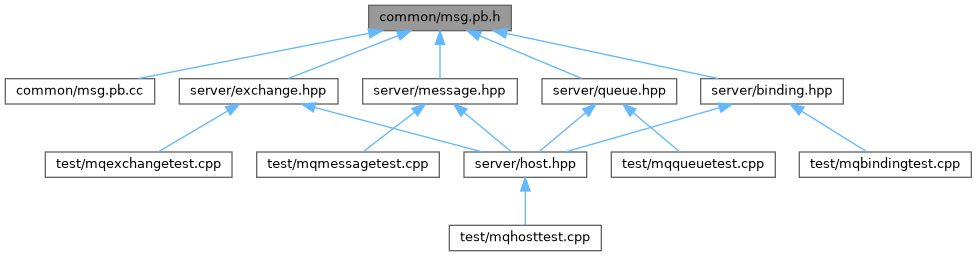 common/msg.pb.h
common/msg.pb.cc
server/exchange.hpp
server/message.hpp
server/queue.hpp
server/binding.hpp
test/mqexchangetest.cpp
test/mqmessagetest.cpp
server/host.hpp
test/mqqueuetest.cpp
test/mqbindingtest.cpp
test/mqhosttest.cpp